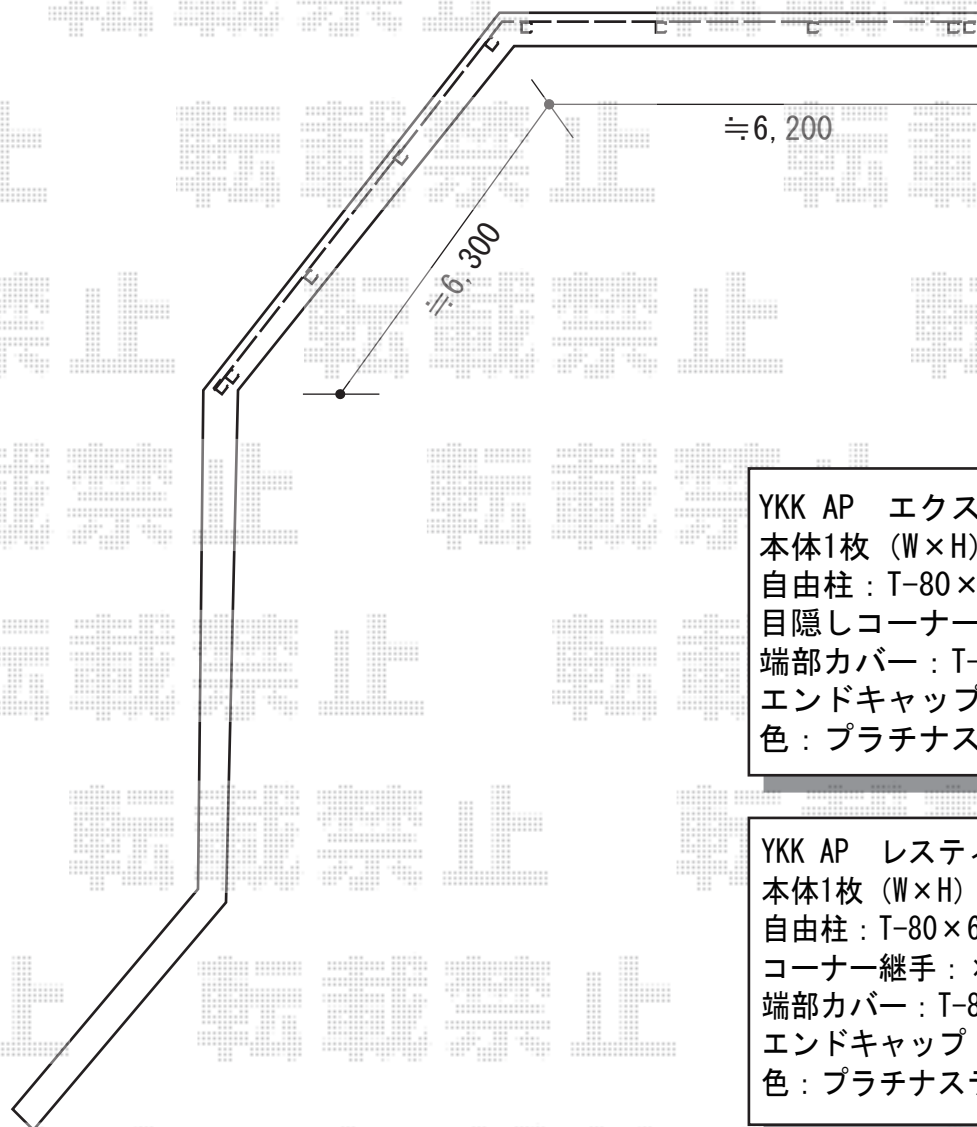 ≒6,200
≒6,300
YKK AP エクス
本体1枚 (W×H)
自由柱：T-80×
目隠しコーナー
端部カバー：T-
エンドキャップ
色：プラチナス
YKK AP レステ
本体1枚 (W×H)
自由柱：T-80×6
コーナー継手：
端部カバー：T-8
エンドキャップ
色：プラチナス
転載禁止